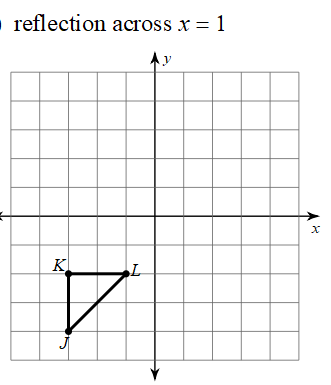 ) reflection across x = 1
y
x
K
L
J